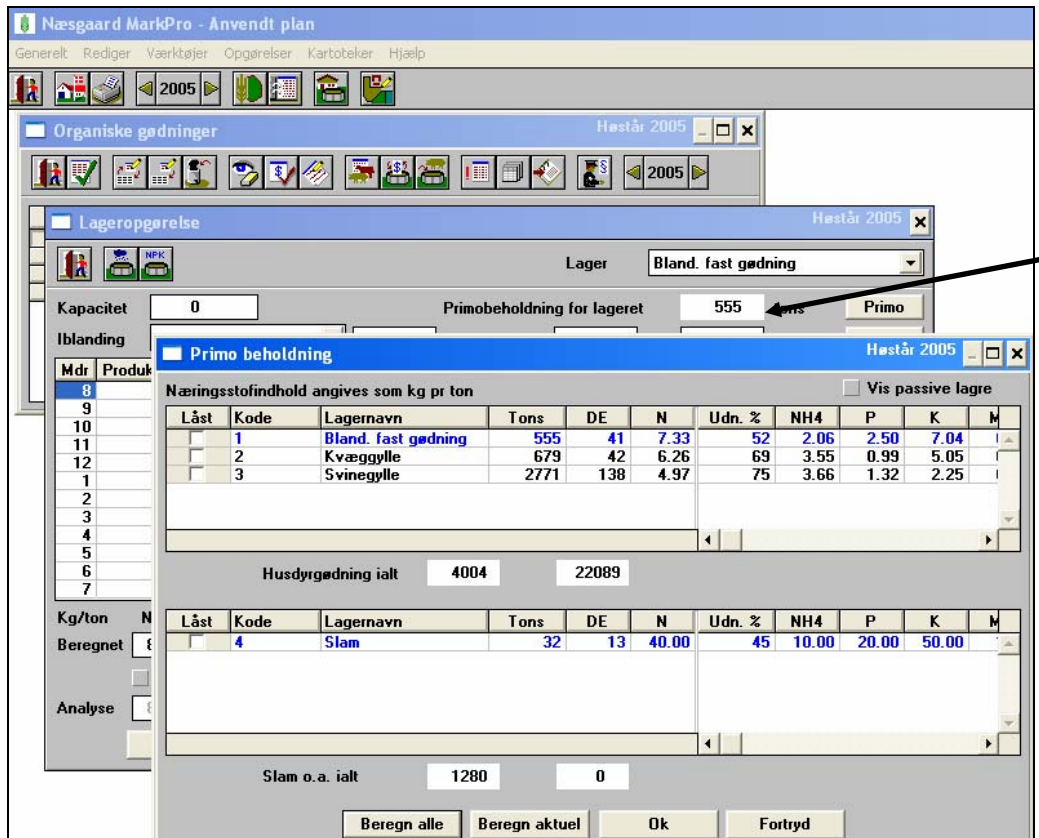 Næsgaard MarkPro - Anvendt plan
Generelt Rediger Værktøjer Opgørelser Kartoteker Hjælp
2005
Organiske gødninger Høstår 2005
2005
Lageropgørelse Høstår 2005
NPK Lager Bland. fast gødning
Kapacitet 0 Primobeholdning for lageret 555 Primo
Iblanding
Primo beholdning Høstår 2005
Mdr Produk
8
9
10
11
12
1
2
3
4
5
6
7
Næringsstofindhold angives som kg pr ton Vis passive lagre
Låst Kode Lagernavn Tons DE N Udn. % NH4 P K M
1 Bland. fast gødning 555 41 7.33 52 2.06 2.50 7.04
2 Kvæggylle 679 42 6.26 69 3.55 0.99 5.05
3 Svinegylle 2771 138 4.97 75 3.66 1.32 2.25
Husdyrgødning ialt 4004 22089
Kg/ton N
Beregnet 8
Analyse 8
Låst Kode Lagernavn Tons DE N Udn. % NH4 P K M
4 Slam 32 13 40.00 45 10.00 20.00 50.00
Slam o.a. ialt 1280 0
Beregn alle Beregn aktuel Ok Fortryd